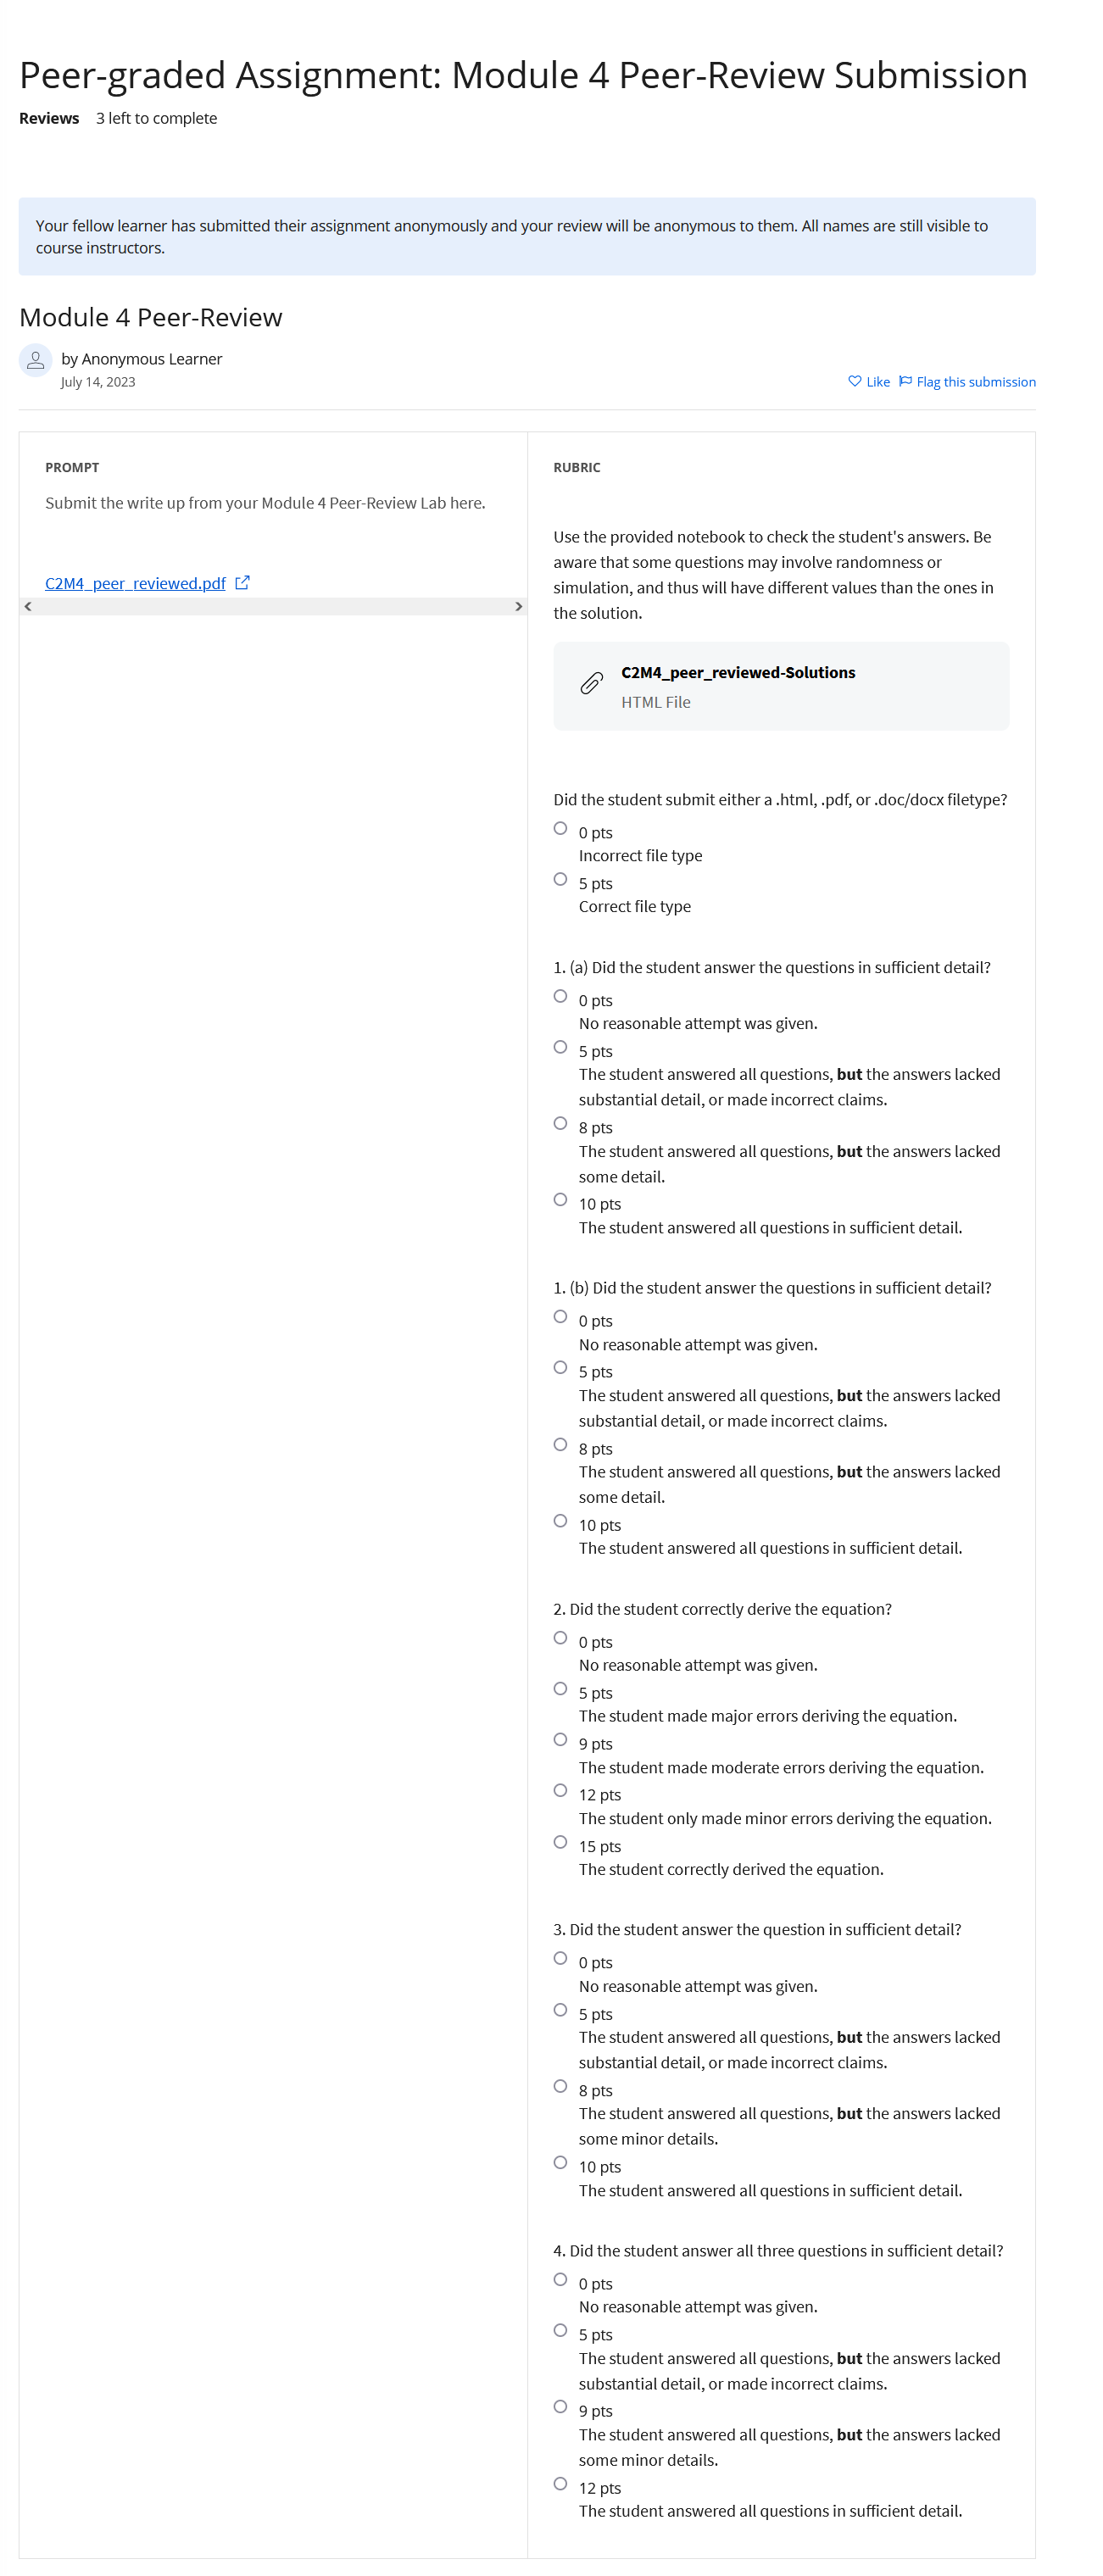 Peer-graded Assignment: Module 4 Peer-Review Submission
Reviews 3 left to complete
Your fellow learner has submitted their assignment anonymously and your review will be anonymous to them. All names are still visible to
course instructors.
Module 4 Peer-Review
by Anonymous Learner
July 14, 2023
Like Flag this submission
PROMPT
Submit the write up from your Module 4 Peer-Review Lab here.
C2M4_peer_reviewed.pdf
RUBRIC
Use the provided notebook to check the student's answers. Be
aware that some questions may involve randomness or
simulation, and thus will have different values than the ones in
the solution.
C2M4_peer_reviewed-Solutions
HTML File
Did the student submit either a .html, .pdf, or .doc/docx filetype?
0 pts
Incorrect file type
5 pts
Correct file type
1. (a) Did the student answer the questions in sufficient detail?
0 pts
No reasonable attempt was given.
5 pts
The student answered all questions, but the answers lacked
substantial detail, or made incorrect claims.
8 pts
The student answered all questions, but the answers lacked
some detail.
10 pts
The student answered all questions in sufficient detail.
1. (b) Did the student answer the questions in sufficient detail?
0 pts
No reasonable attempt was given.
5 pts
The student answered all questions, but the answers lacked
substantial detail, or made incorrect claims.
8 pts
The student answered all questions, but the answers lacked
some detail.
10 pts
The student answered all questions in sufficient detail.
2. Did the student correctly derive the equation?
0 pts
No reasonable attempt was given.
5 pts
The student made major errors deriving the equation.
9 pts
The student made moderate errors deriving the equation.
12 pts
The student only made minor errors deriving the equation.
15 pts
The student correctly derived the equation.
3. Did the student answer the question in sufficient detail?
0 pts
No reasonable attempt was given.
5 pts
The student answered all questions, but the answers lacked
substantial detail, or made incorrect claims.
8 pts
The student answered all questions, but the answers lacked
some minor details.
10 pts
The student answered all questions in sufficient detail.
4. Did the student answer all three questions in sufficient detail?
0 pts
No reasonable attempt was given.
5 pts
The student answered all questions, but the answers lacked
substantial detail, or made incorrect claims.
9 pts
The student answered all questions, but the answers lacked
some minor details.
12 pts
The student answered all questions in sufficient detail.